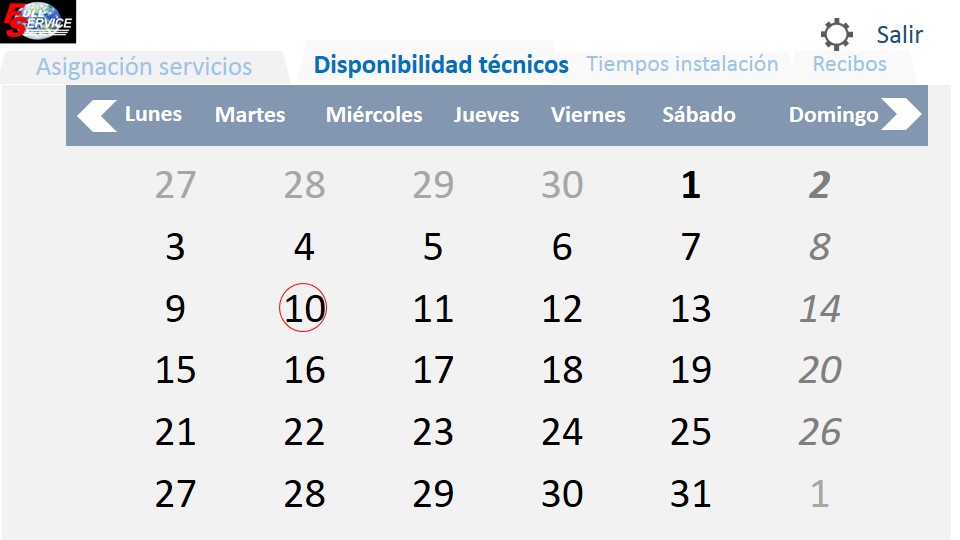 FULL SERVICE
Salir
Asignación servicios Disponibilidad técnicos Tiempos instalación Recibos
Lunes Martes Miércoles Jueves Viernes Sábado Domingo
27 28 29 30 1 2
3 4 5 6 7 8
9 10 11 12 13 14
15 16 17 18 19 20
21 22 23 24 25 26
27 28 29 30 31 1